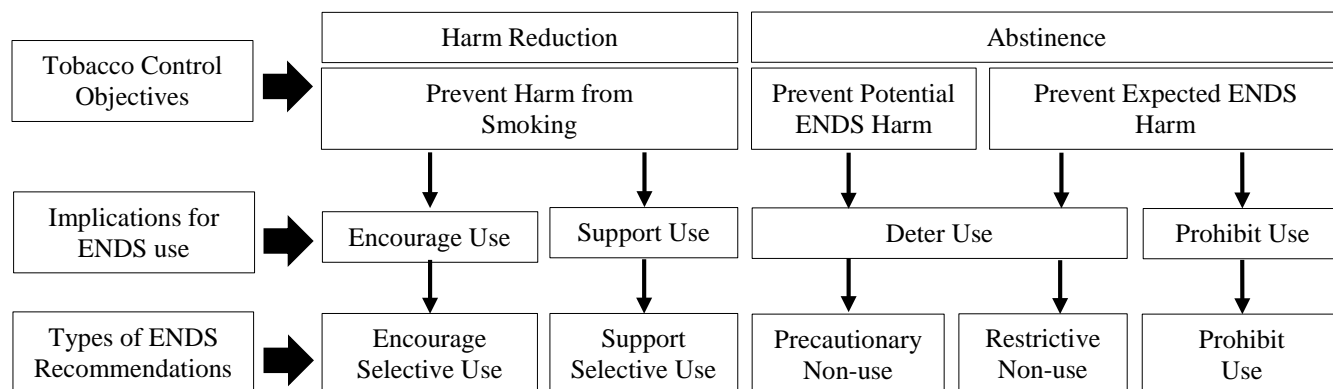 Harm Reduction
Abstinence
Tobacco Control
Objectives
Prevent Harm from
Smoking
Prevent Potential
ENDS Harm
Prevent Expected ENDS
Harm
Implications for
ENDS use
Encourage Use
Support Use
Deter Use
Prohibit Use
Types of ENDS
Recommendations
Encourage
Selective Use
Support
Selective Use
Precautionary
Non-use
Restrictive
Non-use
Prohibit
Use